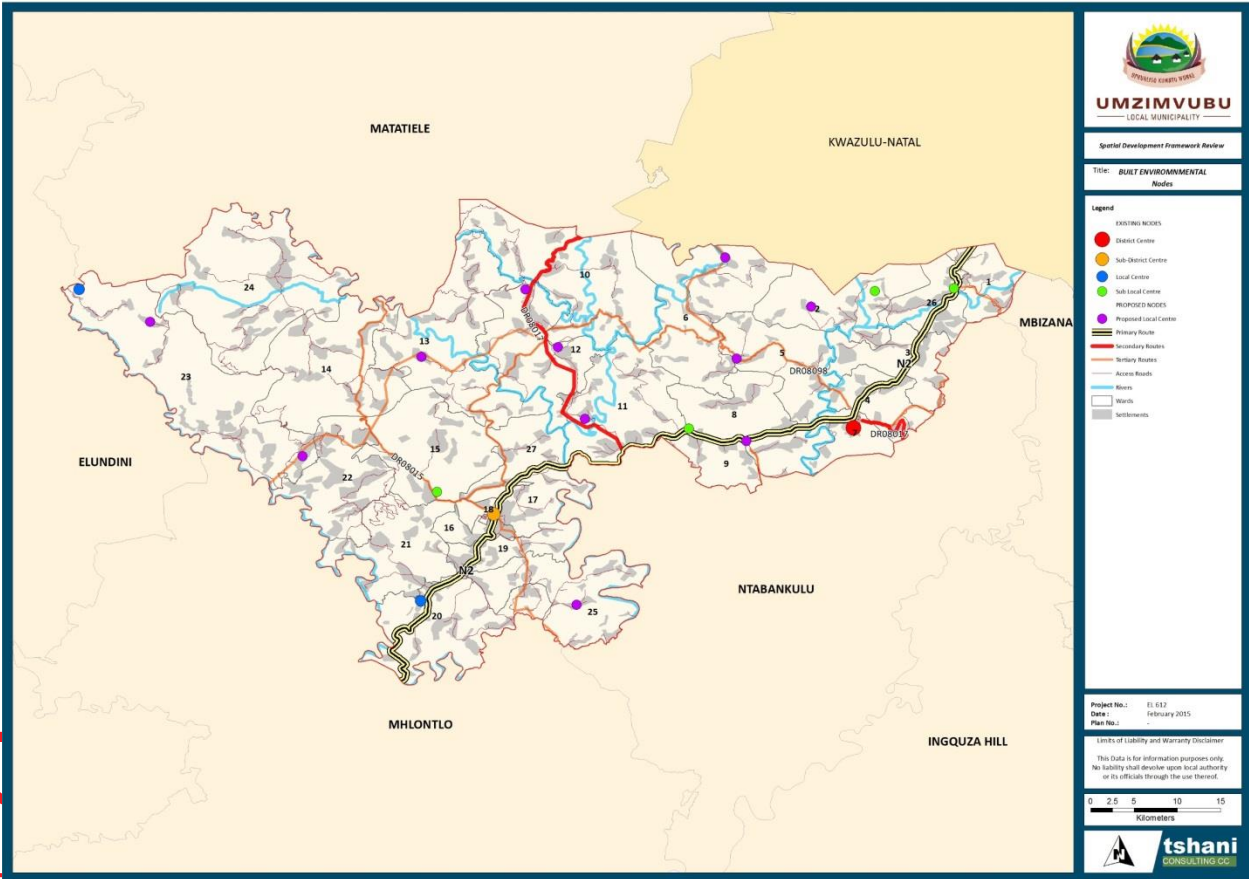 MATATIELE
KWAZULU-NATAL
MBIZANA
ELUNDINI
NTABANKULU
MHLONTLO
INGQUZA HILL
24
23
14
13
10
12
11
6
2
26
1
3
N2
5
DR08098
4
7
DR08017
8
9
DR08017
15
27
22
DR08015
18
17
16
21
19
N2
20
25
UMZIMVUBU
LOCAL MUNICIPALITY
Spatial Development Framework Review
Title: BUILT ENVIROMNMENTAL
Nodes
Legend
EXISTING NODES
District Centre
Sub-District Centre
Local Centre
Sub Local Centre
PROPOSED NODES
Proposed Local Centre
Primary Route
Secondary Routes
Tertiary Routes
Access Roads
Rivers
Wards
Settlements
Project No.: EL 612
Date : February 2015
Plan No.: -
Limits of Liability and Warranty Disclaimer
This Data is for information purposes only.
No liability shall devolve upon local authority
or its officials through the use thereof.
0 2.5 5 10 15
Kilometers
N
tshani
CONSULTING CC